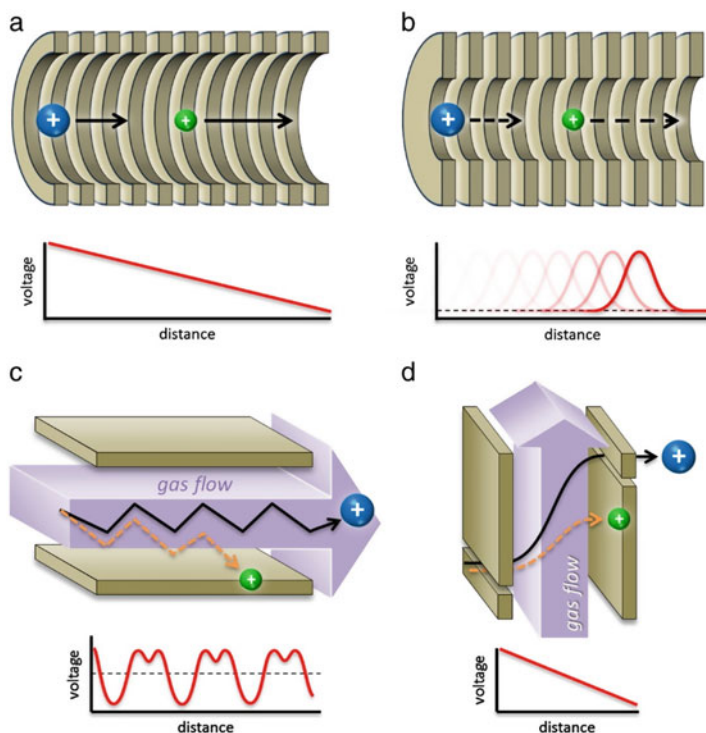 a
b
+
+
+
+
voltage
distance
voltage
distance
c
d
gas flow
+
+
+
+
gas flow
voltage
distance
voltage
distance